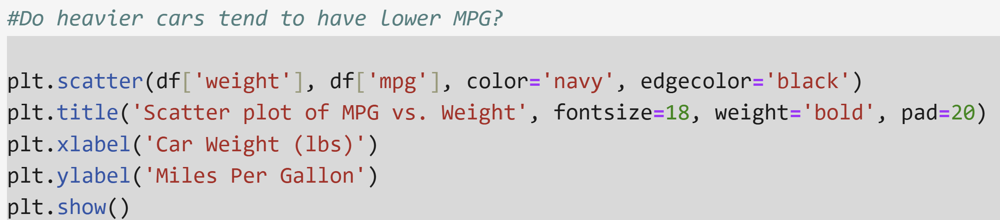 #Do heavier cars tend to have lower MPG?
plt.scatter(df['weight'], df['mpg'], color='navy', edgecolor='black')
plt.title('Scatter plot of MPG vs. Weight', fontsize=18, weight='bold', pad=20)
plt.xlabel('Car Weight (lbs)')
plt.ylabel('Miles Per Gallon')
plt.show()